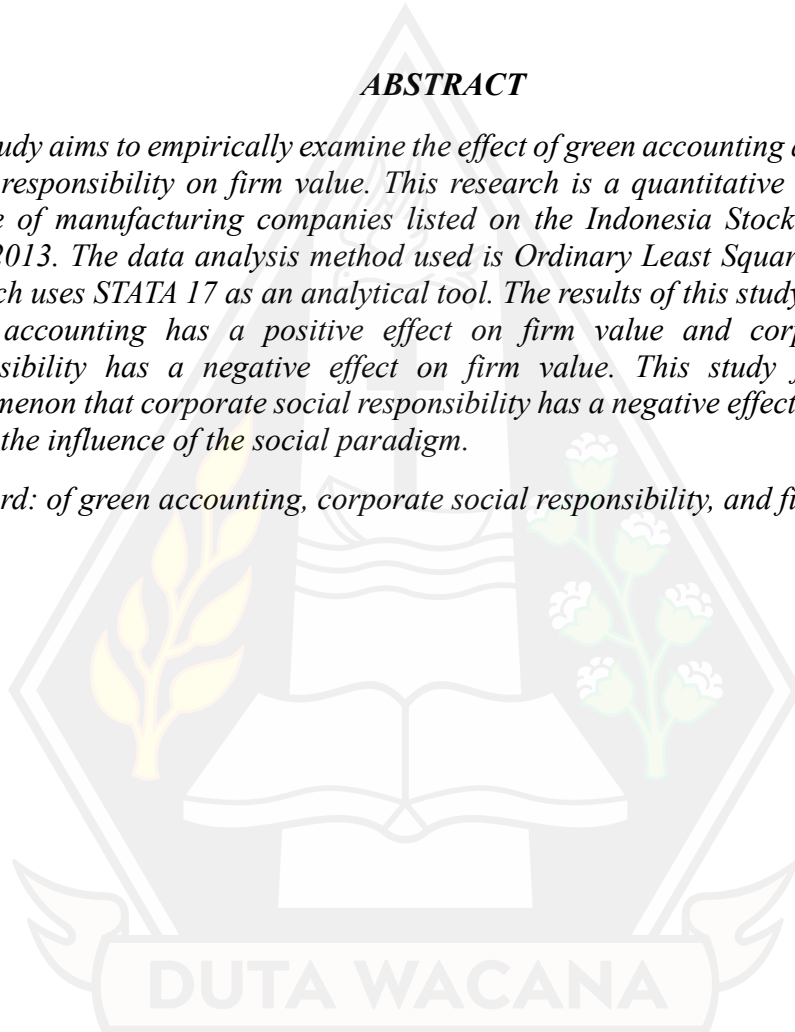 ABSTRACT
udy aims to empirically examine the effect of green accounting
responsibility on firm value. This research is a quantitative
e of manufacturing companies listed on the Indonesia Stock
2013. The data analysis method used is Ordinary Least Squar
ch uses STATA 17 as an analytical tool. The results of this study
accounting has a positive effect on firm value and corp
sibility has a negative effect on firm value. This study
menon that corporate social responsibility has a negative effect
the influence of the social paradigm.
rd: of green accounting, corporate social responsibility, and fi
DUTA WACANA